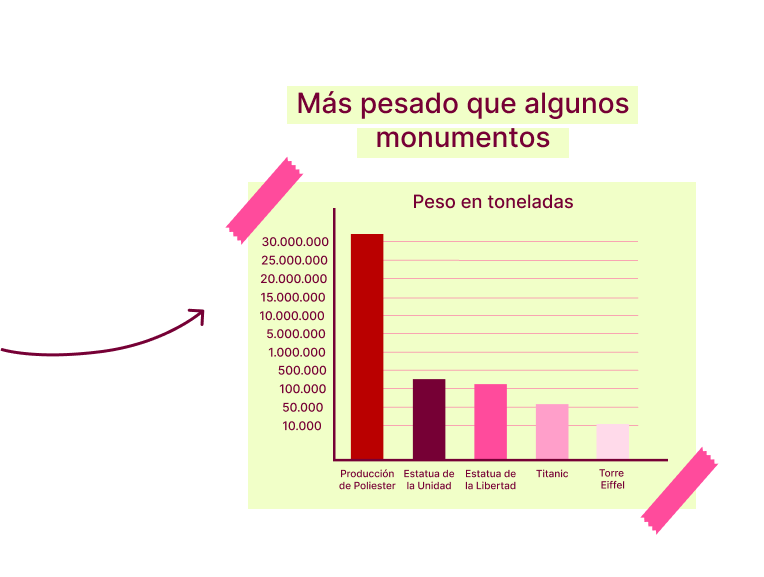 Más pesado que algunos
monumentos
Peso en toneladas
30.000.000
25.000.000
20.000.000
15.000.000
10.000.000
5.000.000
1.000.000
500.000
100.000
50.000
10.000
Producción
de Poliester
Estatua de
la Unidad
Estatua de
la Libertad
Titanic
Torre
Eiffel